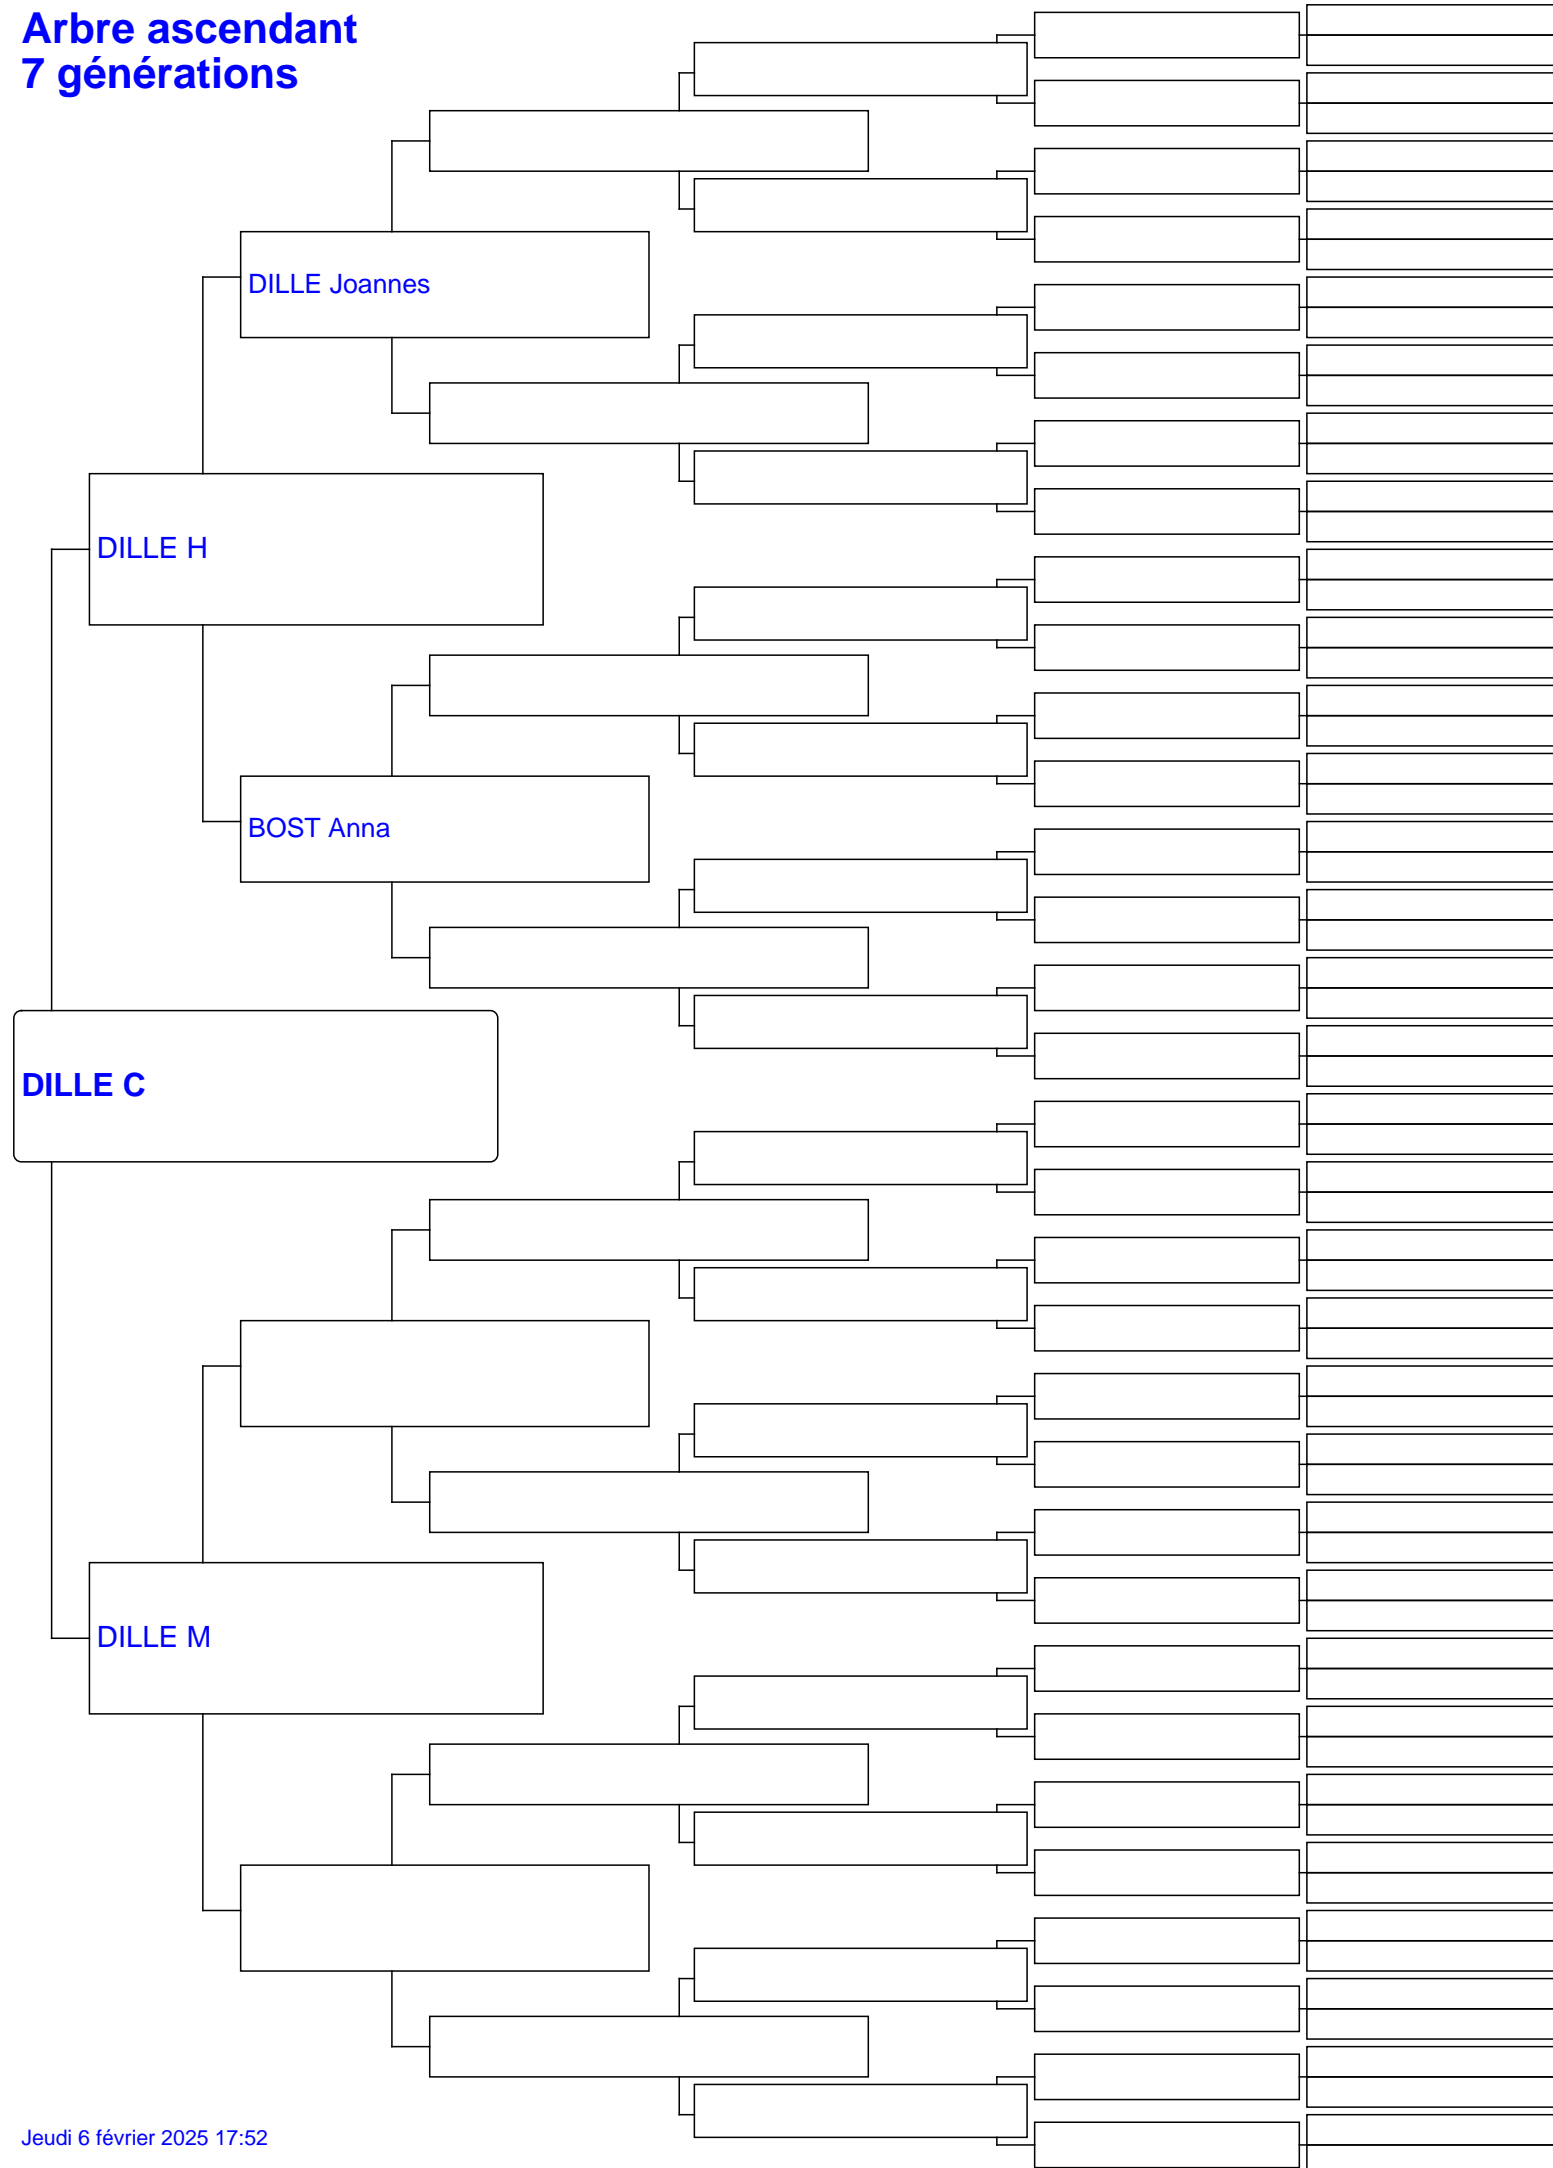 Arbre ascendant
7 générations
DILLE Joannes
DILLE H
BOST Anna
DILLE C
DILLE M
Jeudi 6 février 2025 17:52